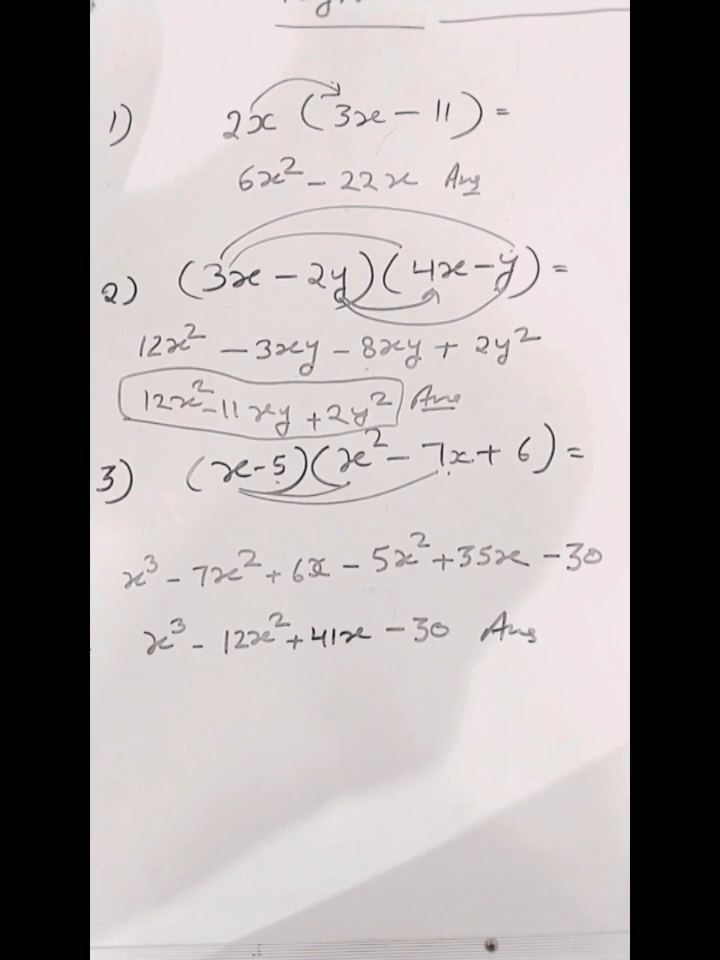 1) 2x (3x - 11) =
6x² - 22x Ans
2) (3x - 2y)(4x - y) =
12x² - 3xy - 8xy + 2y²
12x² - 11xy + 2y² Ans
3) (x - 5)(x² - 7x + 6) =
x³ - 7x² + 6x - 5x² + 35x - 30
x³ - 12x² + 41x - 30 Ans